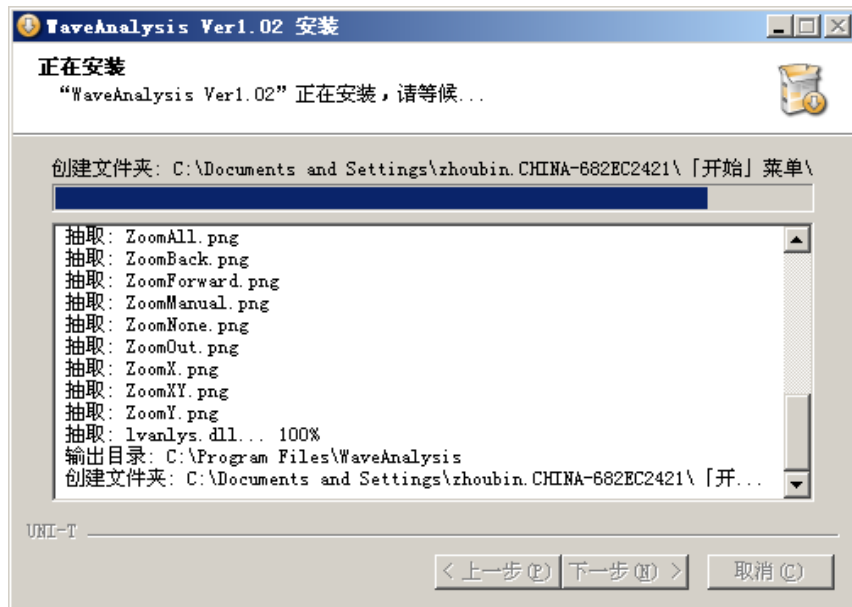 WaveAnalysis Ver1.02 安装
正在安装
“WaveAnalysis Ver1.02” 正在安装，请等候...
创建文件夹: C:\Documents and Settings\zhoubin.CHINA-682EC2421\「开始」菜单\
抽取: ZoomAll.png
抽取: ZoomBack.png
抽取: ZoomForward.png
抽取: ZoomManual.png
抽取: ZoomNone.png
抽取: ZoomOut.png
抽取: ZoomX.png
抽取: ZoomXY.png
抽取: ZoomY.png
抽取: lvanlys.dll... 100%
输出目录: C:\Program Files\WaveAnalysis
创建文件夹: C:\Documents and Settings\zhoubin.CHINA-682EC2421\「开...
UNI-T
< 上一步(P) 下一步(N) > 取消(C)